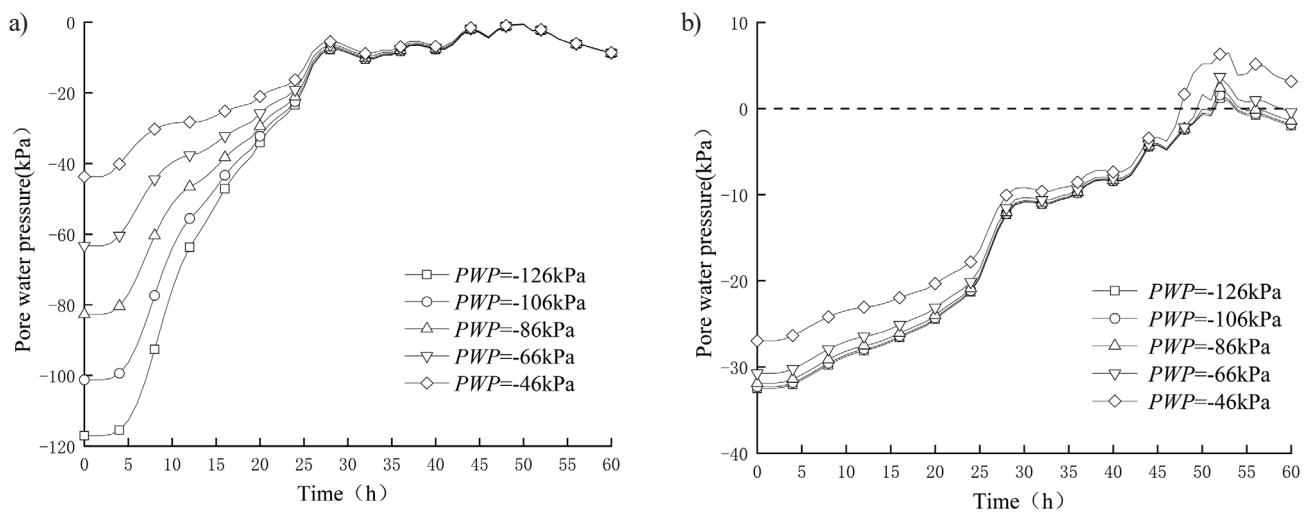 a)
Pore water pressure(kPa)
0
-20
-40
-60
-80
-100
-120
PWP=-126kPa
PWP=-106kPa
PWP=-86kPa
PWP=-66kPa
PWP=-46kPa
0 5 10 15 20 25 30 35 40 45 50 55 60
Time（h）
b)
Pore water pressure(kPa)
10
0
-10
-20
-30
-40
PWP=-126kPa
PWP=-106kPa
PWP=-86kPa
PWP=-66kPa
PWP=-46kPa
0 5 10 15 20 25 30 35 40 45 50 55 60
Time（h）